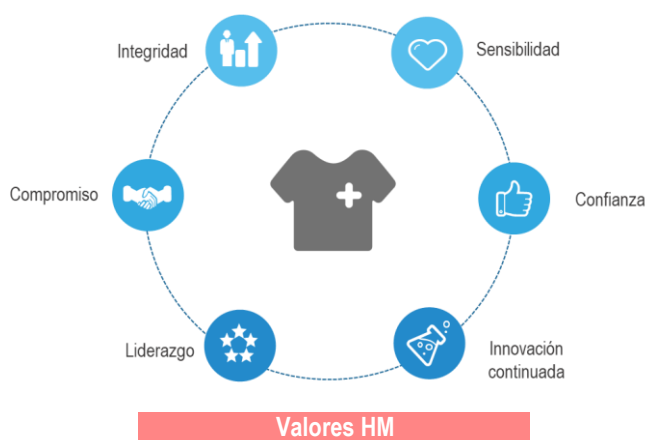 Integridad
Sensibilidad
Compromiso
Confianza
Liderazgo
Innovación
continuada
Valores HM